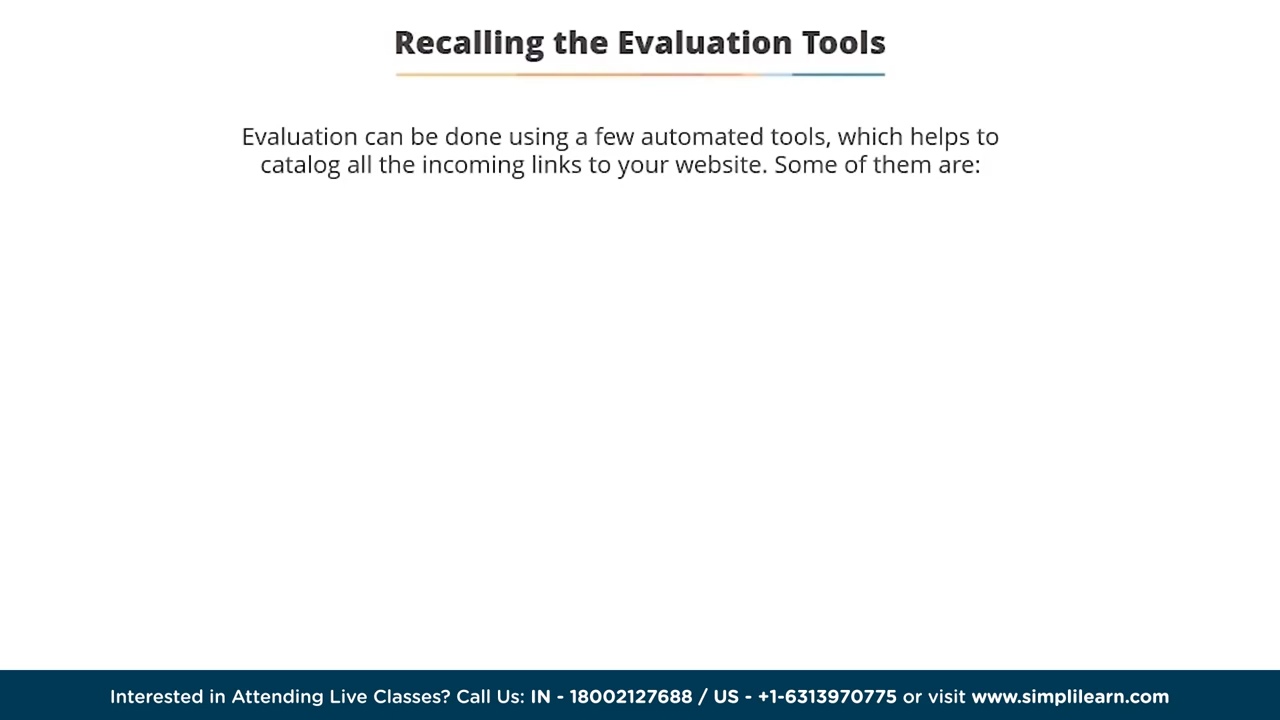 Recalling the Evaluation Tools
Evaluation can be done using a few automated tools, which helps to
catalog all the incoming links to your website. Some of them are:
Interested in Attending Live Classes? Call Us: IN - 18002127688 / US - +1-6313970775 or visit www.simplilearn.com